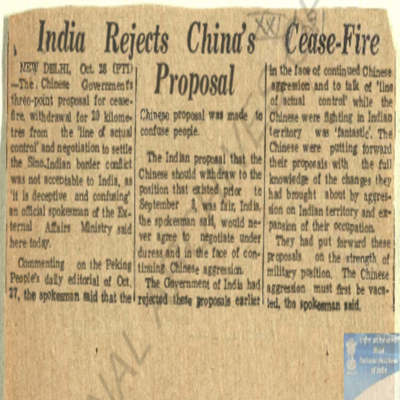 India Rejects China's Cease-Fire
Proposal
NEW DELHI, Oct. 28 (PTI)
—The Chinese Government's
three-point proposal for cease-
fire, withdrawal for 20 kilome-
tres from the 'line of actual
control' and negotiation to settle
the Sino-Indian border conflict
was not acceptable to India, as
'it is deceptive and confusing'
an official spokesman of the Ex-
ternal Affairs Ministry said
here today.
Commenting on the Peking
People's daily editorial of Oct.
27, the spokesman said that the
Chinese proposal was made to
confuse people.
The Indian proposal that the
Chinese should withdraw to the
position that existed prior to
September 8, was fair. India,
the spokesman said, would ne-
ver agree to negotiate under
duress and in the face of con-
tinuing Chinese aggression.
The Government of India had
rejected these proposals earlier
in the face of continued Chinese
aggression and to talk of 'line
of actual control' while the
Chinese were fighting in Indian
territory was 'fantastic'. The
Chinese were putting forward
their proposals with the full
knowledge of the changes they
had brought about by aggres-
sion on Indian territory and ex-
pansion of their occupation.
They had put forward these
proposals on the strength of
military position. The Chinese
aggression must first be vaca-
ted, the spokesman said.